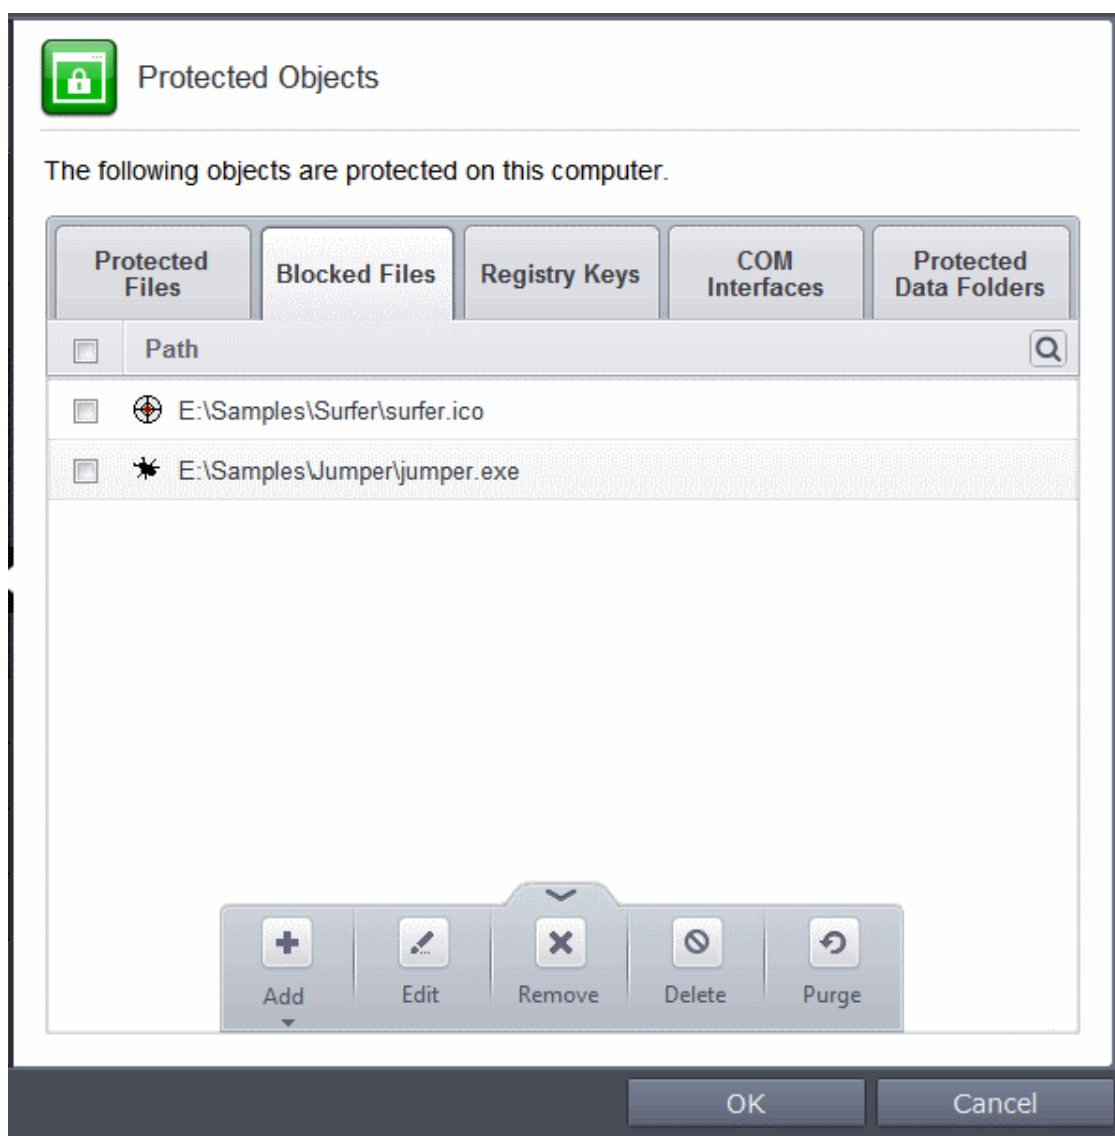 Protected Objects
The following objects are protected on this computer.
Protected
Files
Blocked Files
Registry Keys
COM
Interfaces
Protected
Data Folders
Path
E:\Samples\Surfer\surfer.ico
E:\Samples\Jumper\jumper.exe
Add
Edit
Remove
Delete
Purge
OK
Cancel